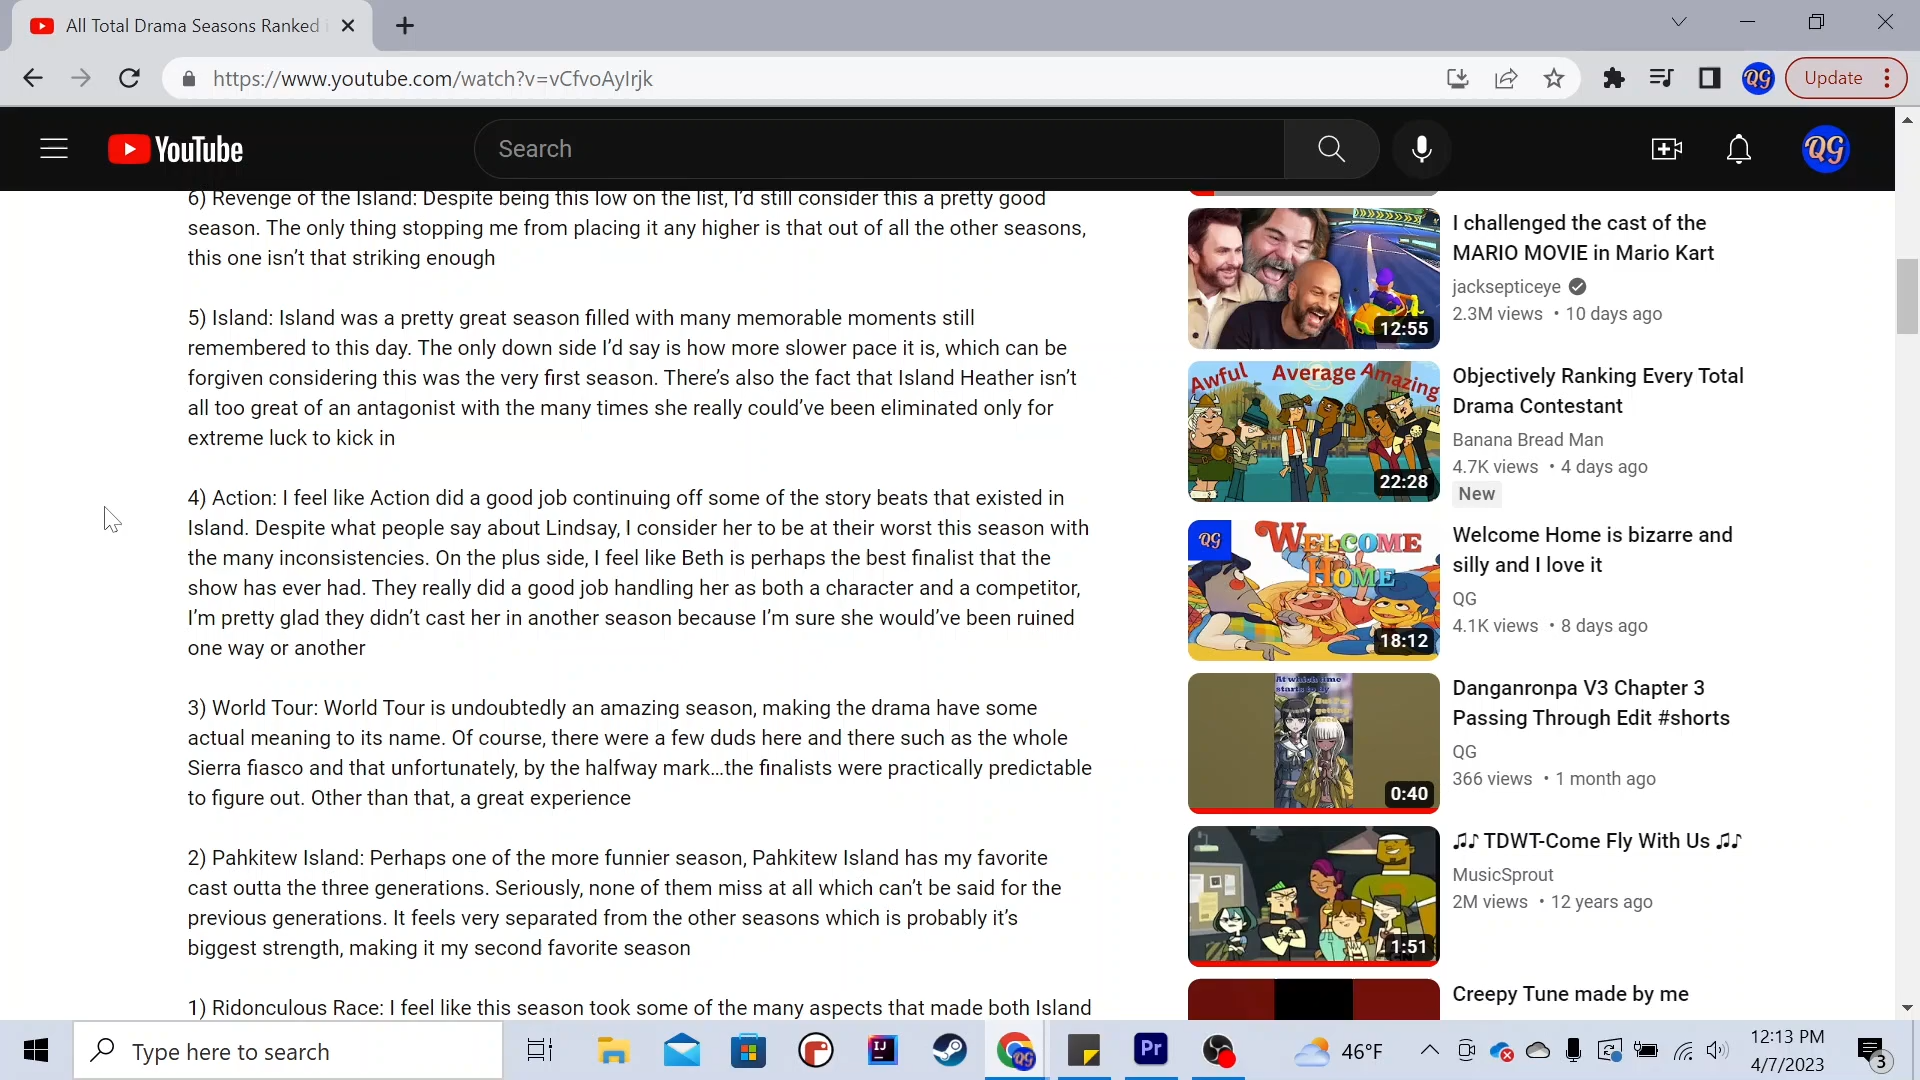 All Total Drama Seasons Ranked
https://www.youtube.com/watch?v=vCfvoAyIrjk
QG
Update
YouTube
Search
QG
6) Revenge of the Island: Despite being this low on the list, I'd still consider this a pretty good
season. The only thing stopping me from placing it any higher is that out of all the other seasons,
this one isn't that striking enough
5) Island: Island was a pretty great season filled with many memorable moments still
remembered to this day. The only down side I'd say is how more slower pace it is, which can be
forgiven considering this was the very first season. There's also the fact that Island Heather isn't
all too great of an antagonist with the many times she really could've been eliminated only for
extreme luck to kick in
4) Action: I feel like Action did a good job continuing off some of the story beats that existed in
Island. Despite what people say about Lindsay, I consider her to be at their worst this season with
the many inconsistencies. On the plus side, I feel like Beth is perhaps the best finalist that the
show has ever had. They really did a good job handling her as both a character and a competitor,
I'm pretty glad they didn't cast her in another season because I'm sure she would've been ruined
one way or another
3) World Tour: World Tour is undoubtedly an amazing season, making the drama have some
actual meaning to its name. Of course, there were a few duds here and there such as the whole
Sierra fiasco and that unfortunately, by the halfway mark...the finalists were practically predictable
to figure out. Other than that, a great experience
2) Pahkitew Island: Perhaps one of the more funnier season, Pahkitew Island has my favorite
cast outta the three generations. Seriously, none of them miss at all which can't be said for the
previous generations. It feels very separated from the other seasons which is probably it's
biggest strength, making it my second favorite season
1) Ridonculous Race: I feel like this season took some of the many aspects that made both Island
12:55
I challenged the cast of the
MARIO MOVIE in Mario Kart
jacksepticeye
2.3M views • 10 days ago
Awful Average Amazing
22:28
Objectively Ranking Every Total
Drama Contestant
Banana Bread Man
4.7K views • 4 days ago
New
QG
WELCOME
HOME
18:12
Welcome Home is bizarre and
silly and I love it
QG
4.1K views • 8 days ago
At which time
0:40
Danganronpa V3 Chapter 3
Passing Through Edit #shorts
QG
366 views • 1 month ago
1:51
♫♪ TDWT-Come Fly With Us ♫♪
MusicSprout
2M views • 12 years ago
Creepy Tune made by me
Type here to search
IJ
QG
Pr
46°F
12:13 PM
4/7/2023
3